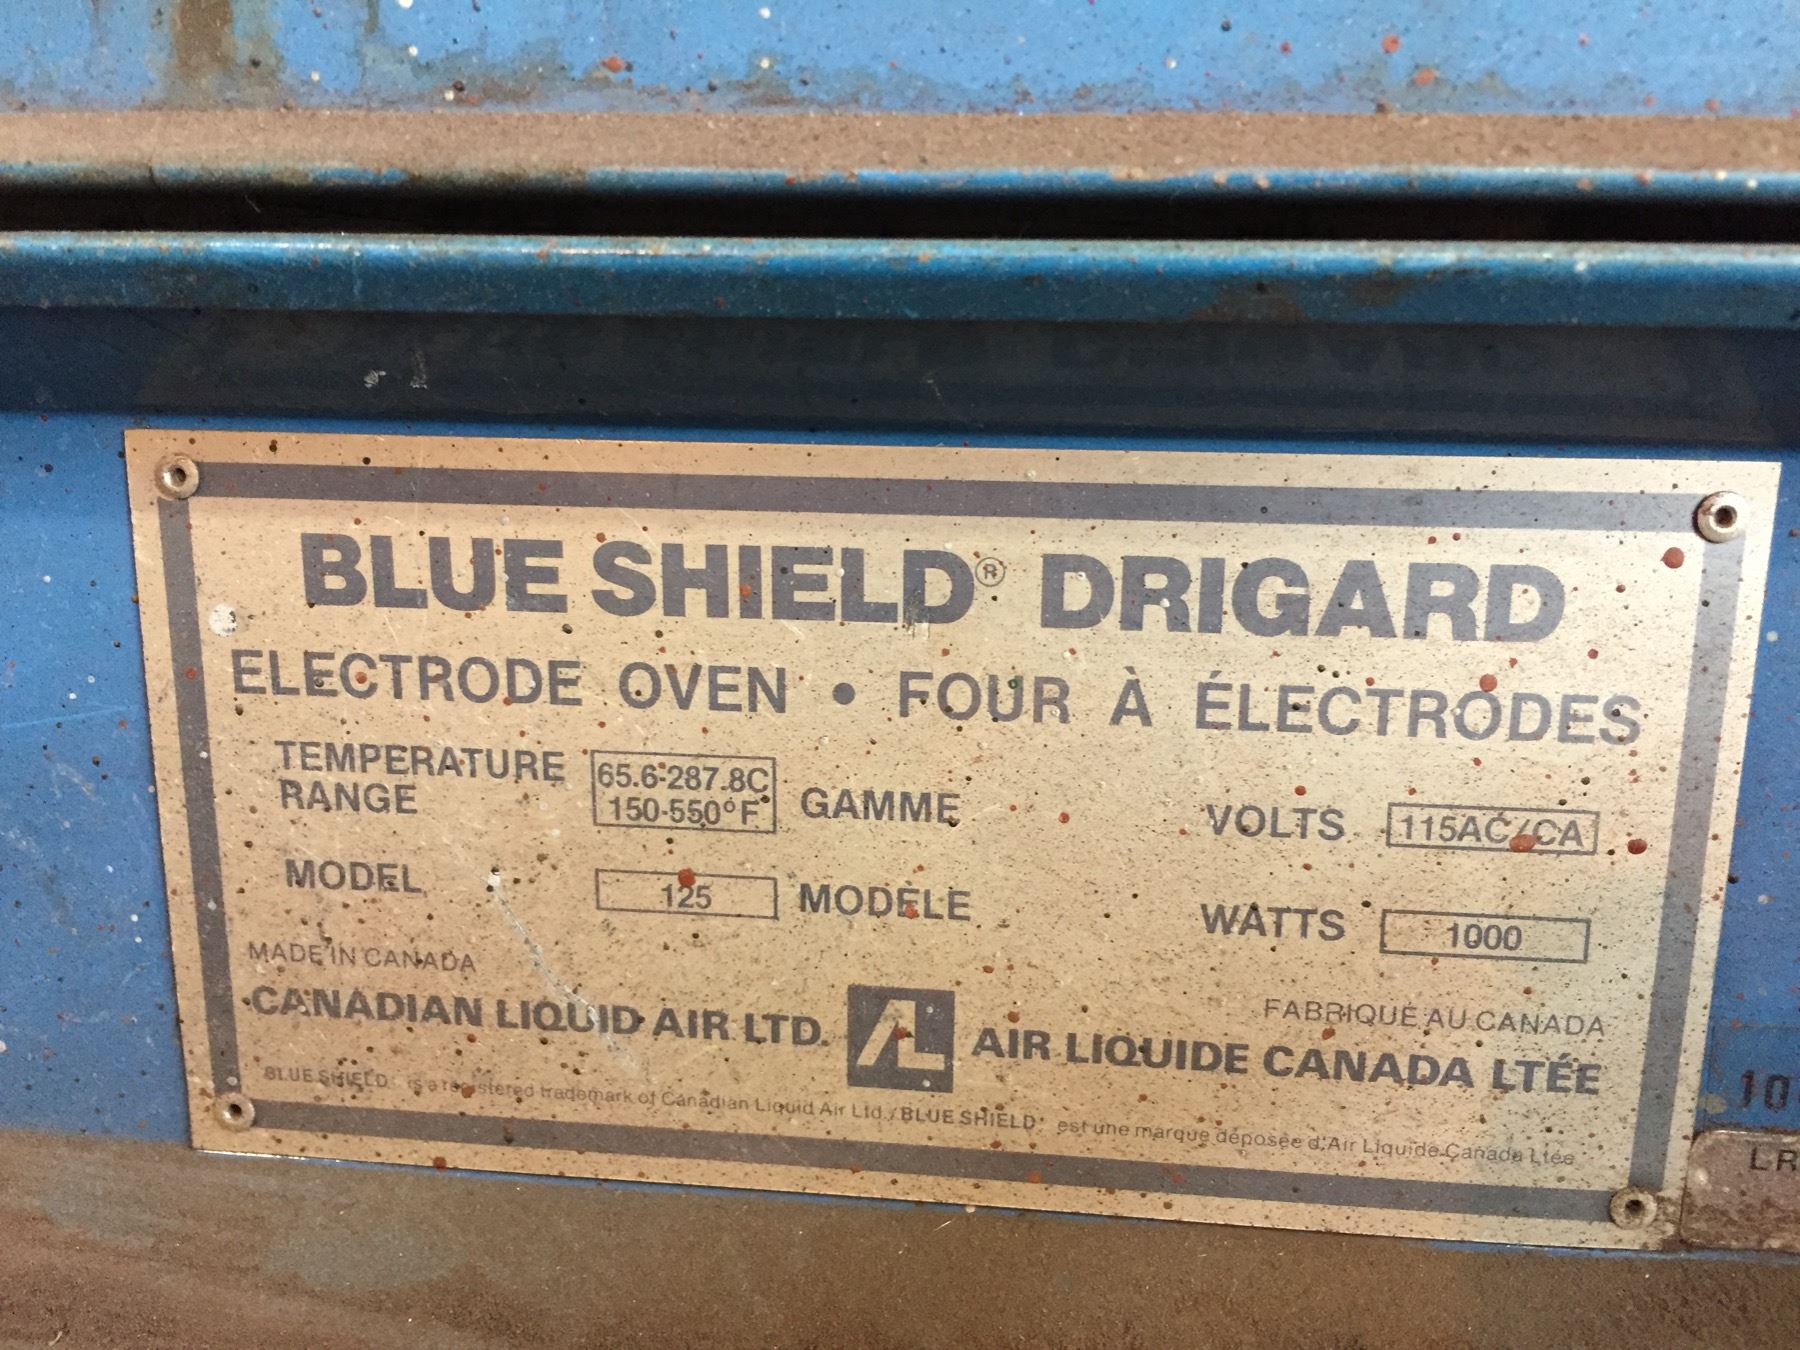 BLUE SHIELD® DRIGARD
ELECTRODE OVEN • FOUR À ÉLECTRODES
TEMPERATURE RANGE 65.6-287.8C 150-550°F GAMME VOLTS 115AC/CA
MODEL 125 MODÈLE WATTS 1000
MADE IN CANADA FABRIQUÉ AU CANADA
CANADIAN LIQUID AIR LTD. AL AIR LIQUIDE CANADA LTÉE
BLUE SHIELD is a registered trademark of Canadian Liquid Air Ltd./BLUE SHIELD est une marque déposée d'Air Liquide Canada Ltée
LR